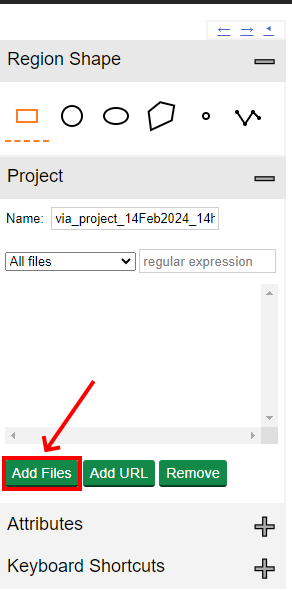 Region Shape
Project
Name: via_project_14Feb2024_14h
All files regular expression
Add Files Add URL Remove
Attributes
Keyboard Shortcuts